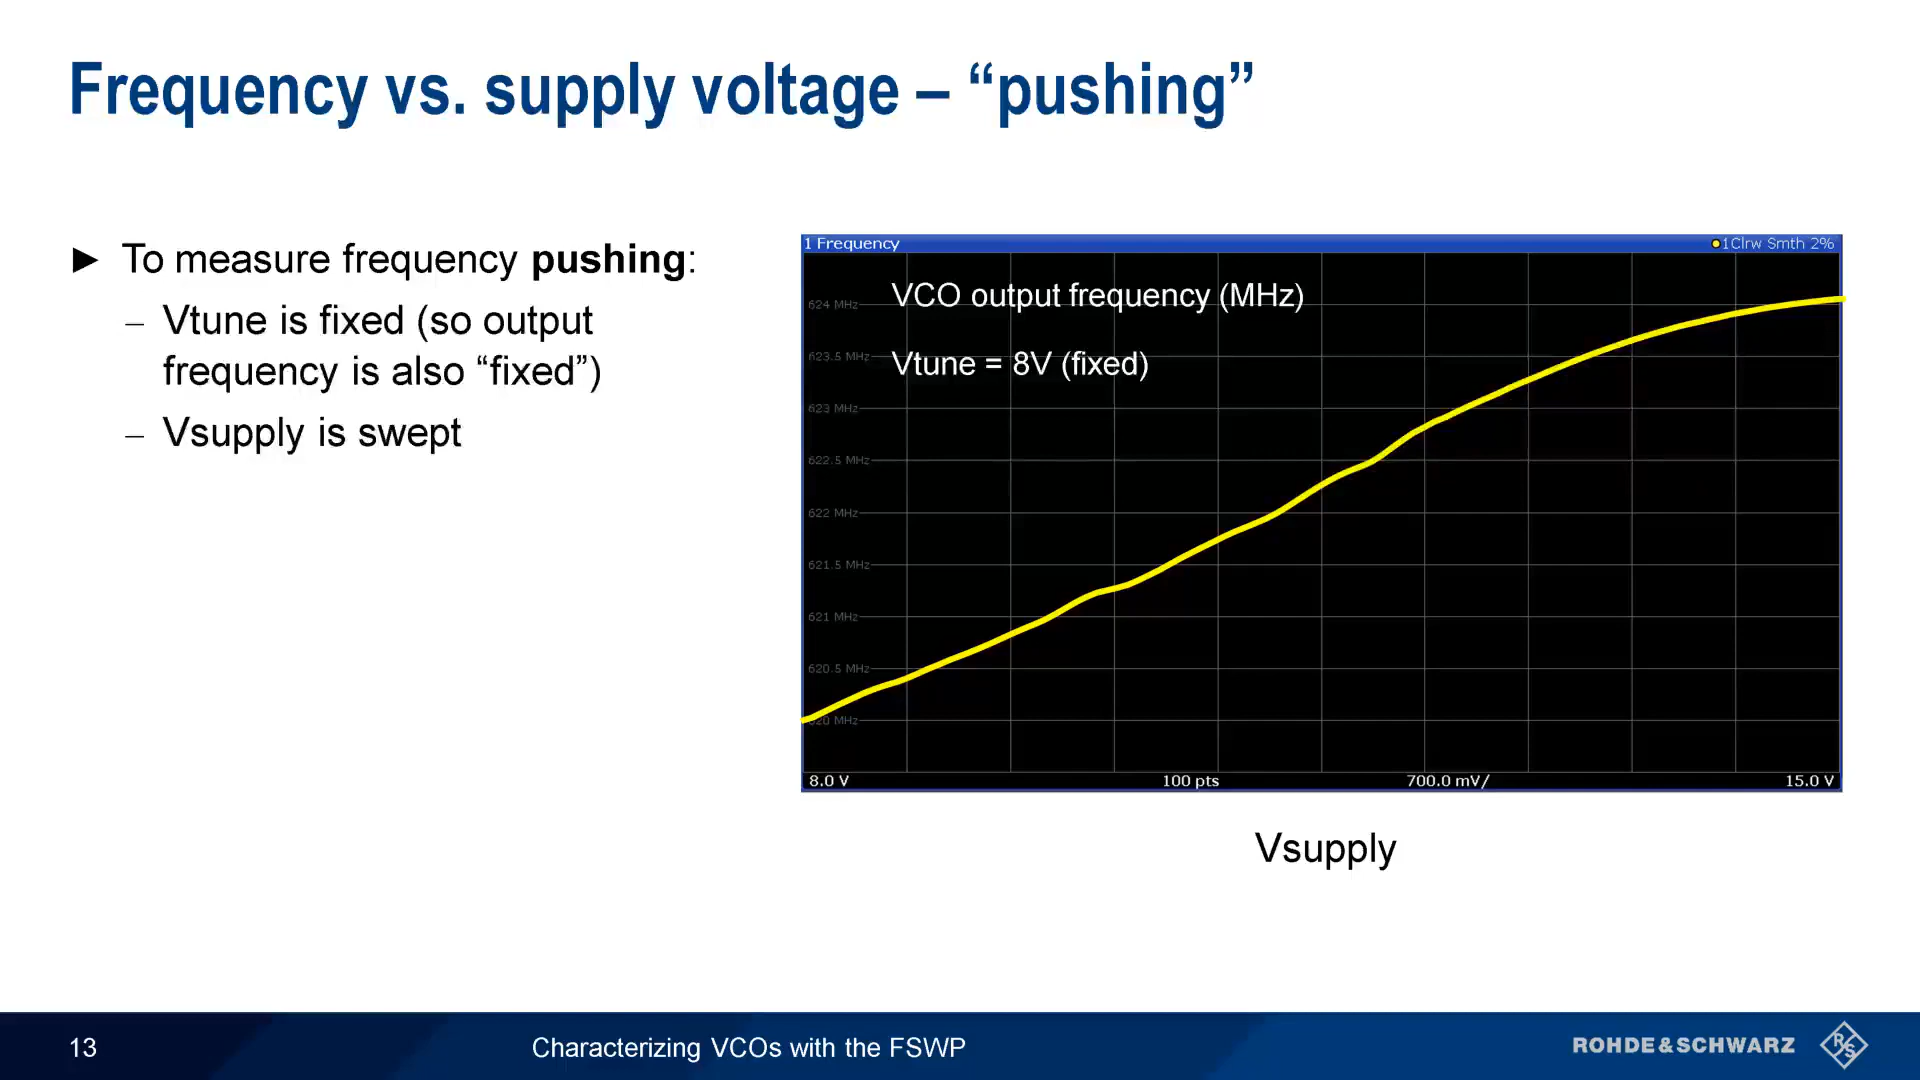 Frequency vs. supply voltage – “pushing”
► To measure frequency pushing:
– Vtune is fixed (so output
frequency is also “fixed”)
– Vsupply is swept
1 Frequency
1Clrw Smth 2%
VCO output frequency (MHz)
Vtune = 8V (fixed)
624 MHz
623.5 MHz
623 MHz
622.5 MHz
622 MHz
621.5 MHz
621 MHz
620.5 MHz
620 MHz
8.0 V 100 pts 700.0 mV/ 15.0 V
Vsupply
13
Characterizing VCOs with the FSWP
ROHDE&SCHWARZ
R&S